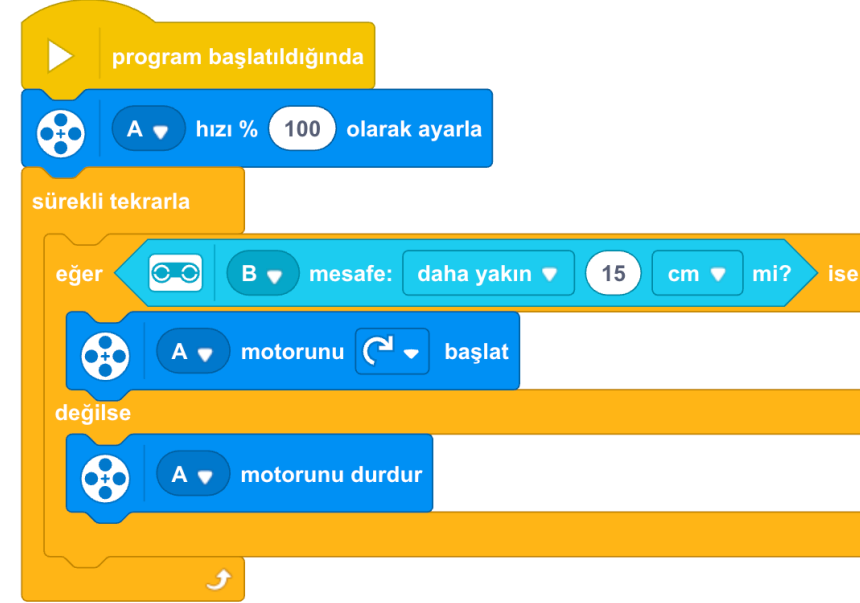 program başlatıldığında
A hızı % 100 olarak ayarla
sürekli tekrarla
eğer B mesafe: daha yakın 15 cm mi? ise
A motorunu başlat
değilse
A motorunu durdur